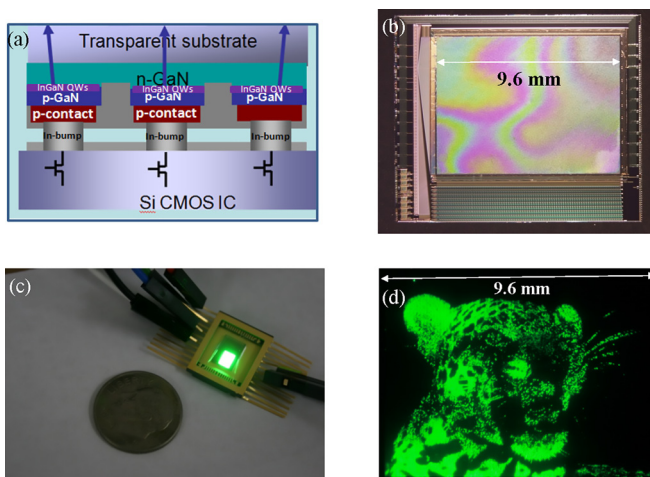 (a)
Transparent substrate
n-GaN
InGaN QWs InGaN QWs InGaN QWs
p-GaN p-GaN p-GaN
p-contact p-contact
In-bump In-bump In-bump
Si CMOS IC
(b)
9.6 mm
(c)
(d)
9.6 mm